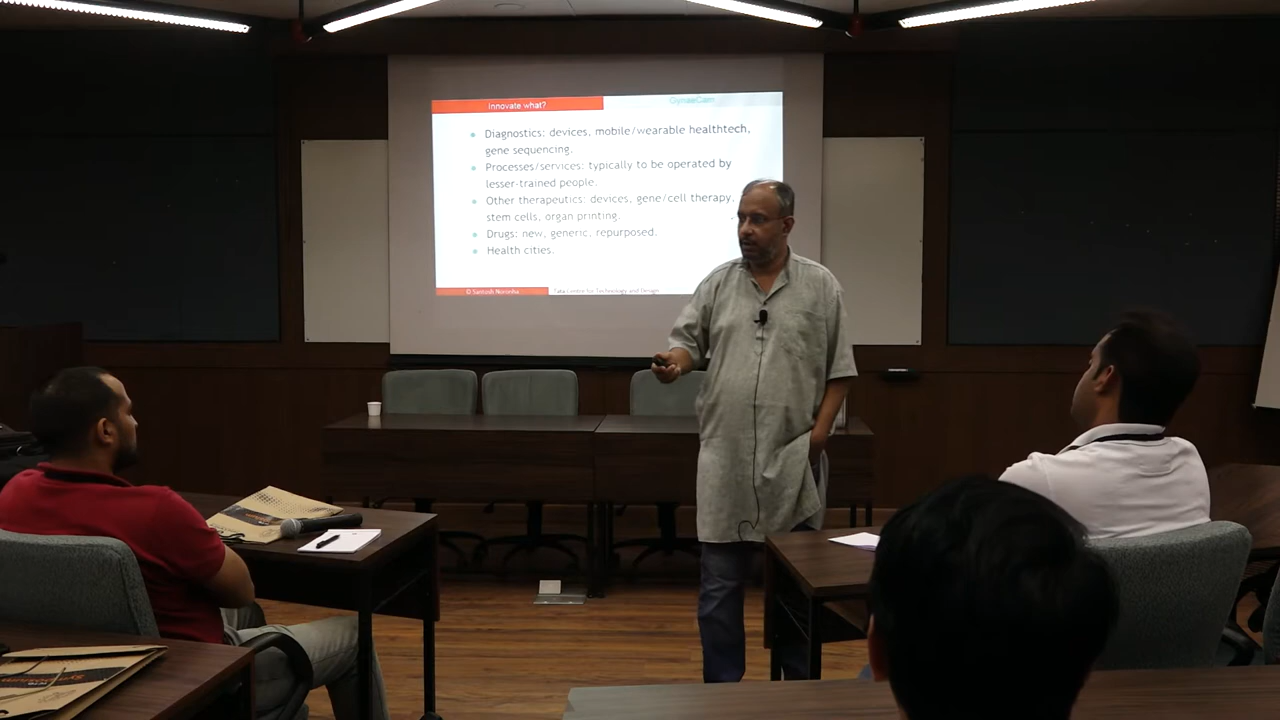 Innovate what?
GynaeCam
Diagnostics: devices, mobile/wearable healthtech,
gene sequencing.
Processes/services: typically to be operated by
lesser-trained people.
Other therapeutics: devices, gene/cell therapy,
stem cells, organ printing.
Drugs: new, generic, repurposed.
Health cities.
© Santosh Noronha
Tata Centre for Technology and Design
Symposium